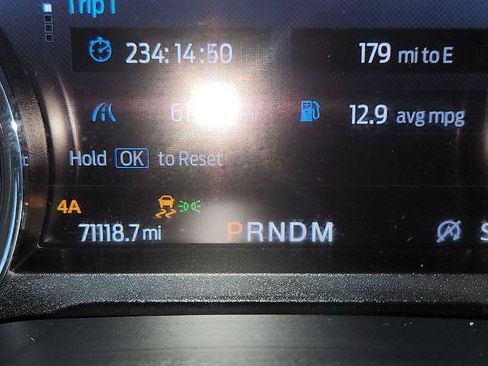 Trip 1
234:14:50
179 mi to E
12.9 avg mpg
Hold OK to Reset
4A
71118.7 mi
PRNDM